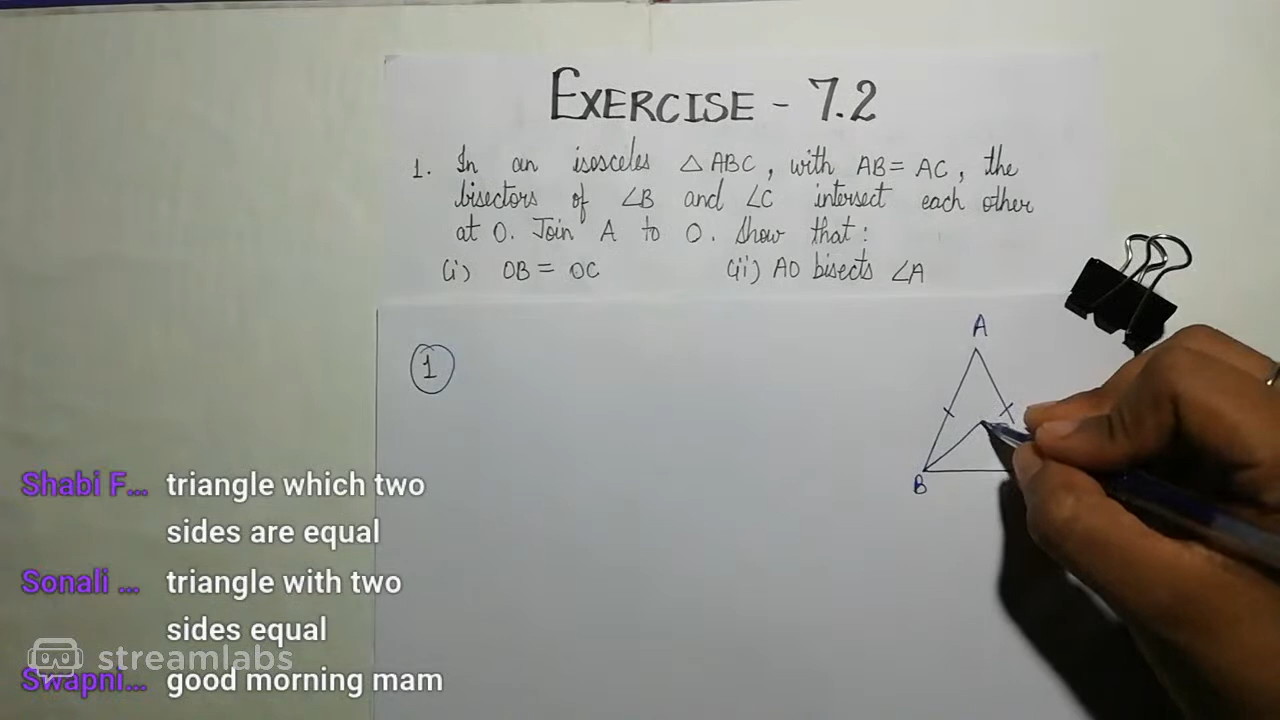 EXERCISE - 7.2
1. In an isosceles △ ABC, with AB = AC, the
bisectors of ∠B and ∠C intersect each other
at O. Join A to O. Show that:
(i) OB = OC (ii) AO bisects ∠A
A
1
B
Shabi F... triangle which two
sides are equal
Sonali ... triangle with two
sides equal
streamlabs
Swapni... good morning mam